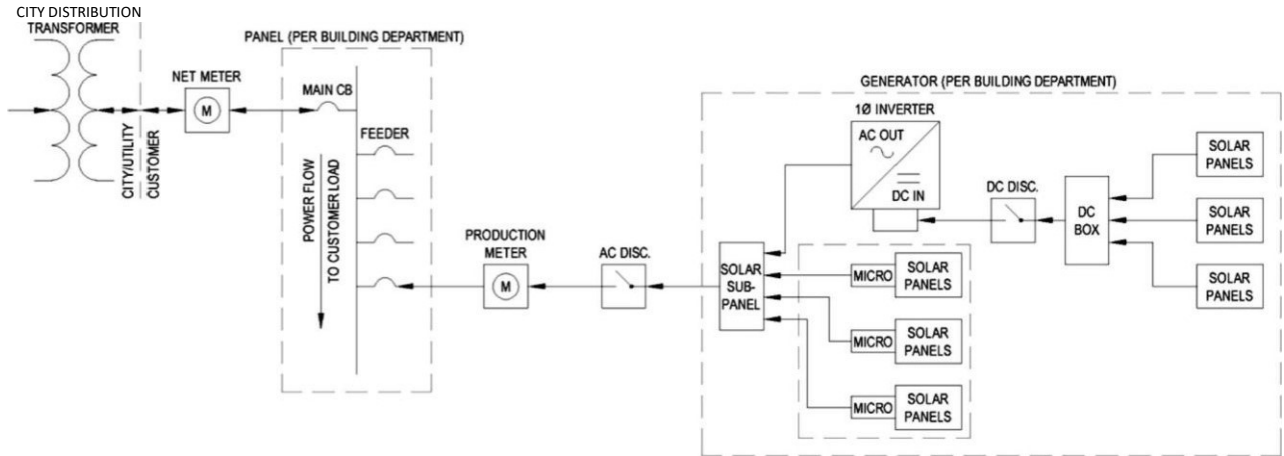 CITY DISTRIBUTION
TRANSFORMER
NET METER
M
CITY/UTILITY
CUSTOMER
PANEL (PER BUILDING DEPARTMENT)
MAIN CB
FEEDER
POWER FLOW
TO CUSTOMER LOAD
PRODUCTION
METER
M
AC DISC.
GENERATOR (PER BUILDING DEPARTMENT)
1Ø INVERTER
AC OUT
DC IN
DC DISC.
DC
BOX
SOLAR
PANELS
SOLAR
PANELS
SOLAR
PANELS
SOLAR
SUB-
PANEL
MICRO
SOLAR
PANELS
MICRO
SOLAR
PANELS
MICRO
SOLAR
PANELS